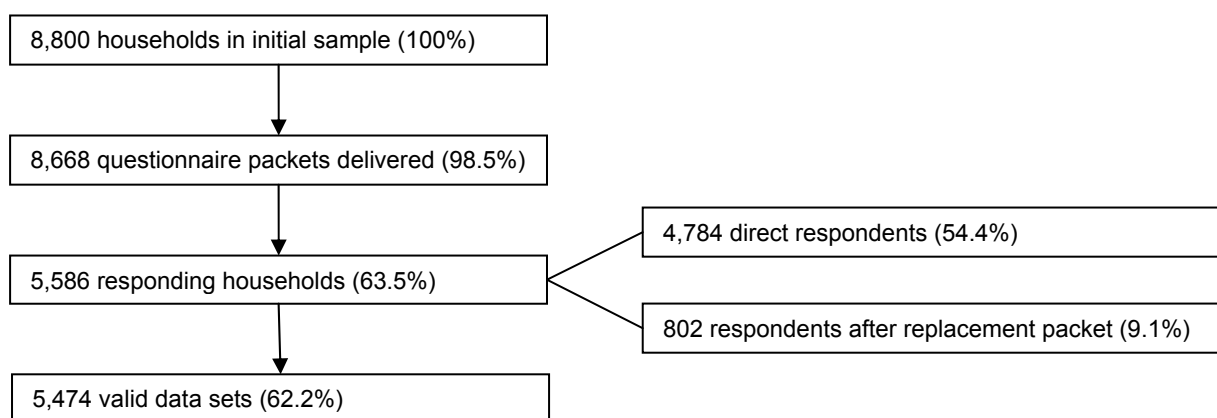 8,800 households in initial sample (100%)
8,668 questionnaire packets delivered (98.5%)
5,586 responding households (63.5%)
4,784 direct respondents (54.4%)
802 respondents after replacement packet (9.1%)
5,474 valid data sets (62.2%)